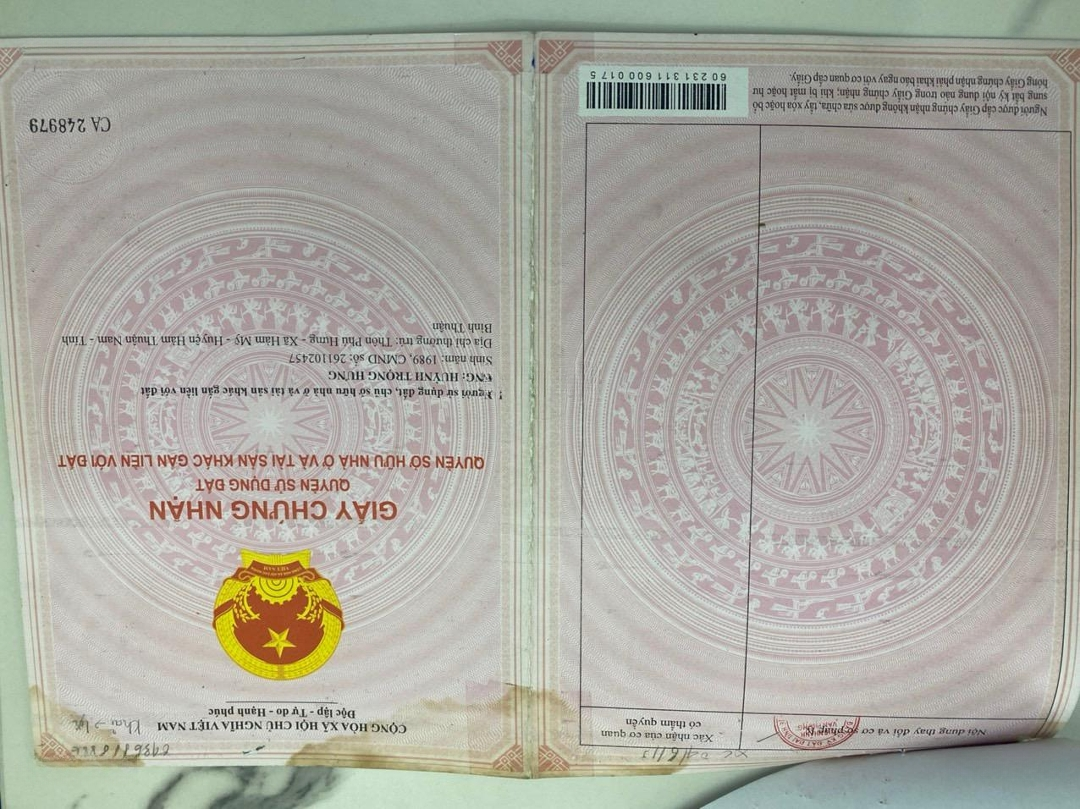 CỘNG HÒA XÃ HỘI CHỦ NGHĨA VIỆT NAM
Độc lập - Tự do - Hạnh phúc
VIỆT NAM
GIẤY CHỨNG NHẬN
QUYỀN SỬ DỤNG ĐẤT
QUYỀN SỞ HỮU NHÀ Ở VÀ TÀI SẢN KHÁC GẮN LIỀN VỚI ĐẤT
Người sử dụng đất, chủ sở hữu nhà ở và tài sản khác gắn liền với đất
ÔNG: HUỲNH TRỌNG HƯNG
Sinh năm: 1989, CMND số: 261102457
Địa chỉ thường trú: Thôn Phú Hưng - Xã Hàm Mỹ - Huyện Hàm Thuận Nam - Tỉnh
Bình Thuận
CA 248979
Nội dung thay đổi và cơ sở pháp lý
Xác nhận của cơ quan
có thẩm quyền
Người được cấp Giấy chứng nhận không được sửa chữa, tẩy xóa hoặc bổ
sung bất kỳ nội dung nào trong Giấy chứng nhận; khi bị mất hoặc hư
hỏng Giấy chứng nhận phải khai báo ngay với cơ quan cấp Giấy.
60 231 311 600 0175